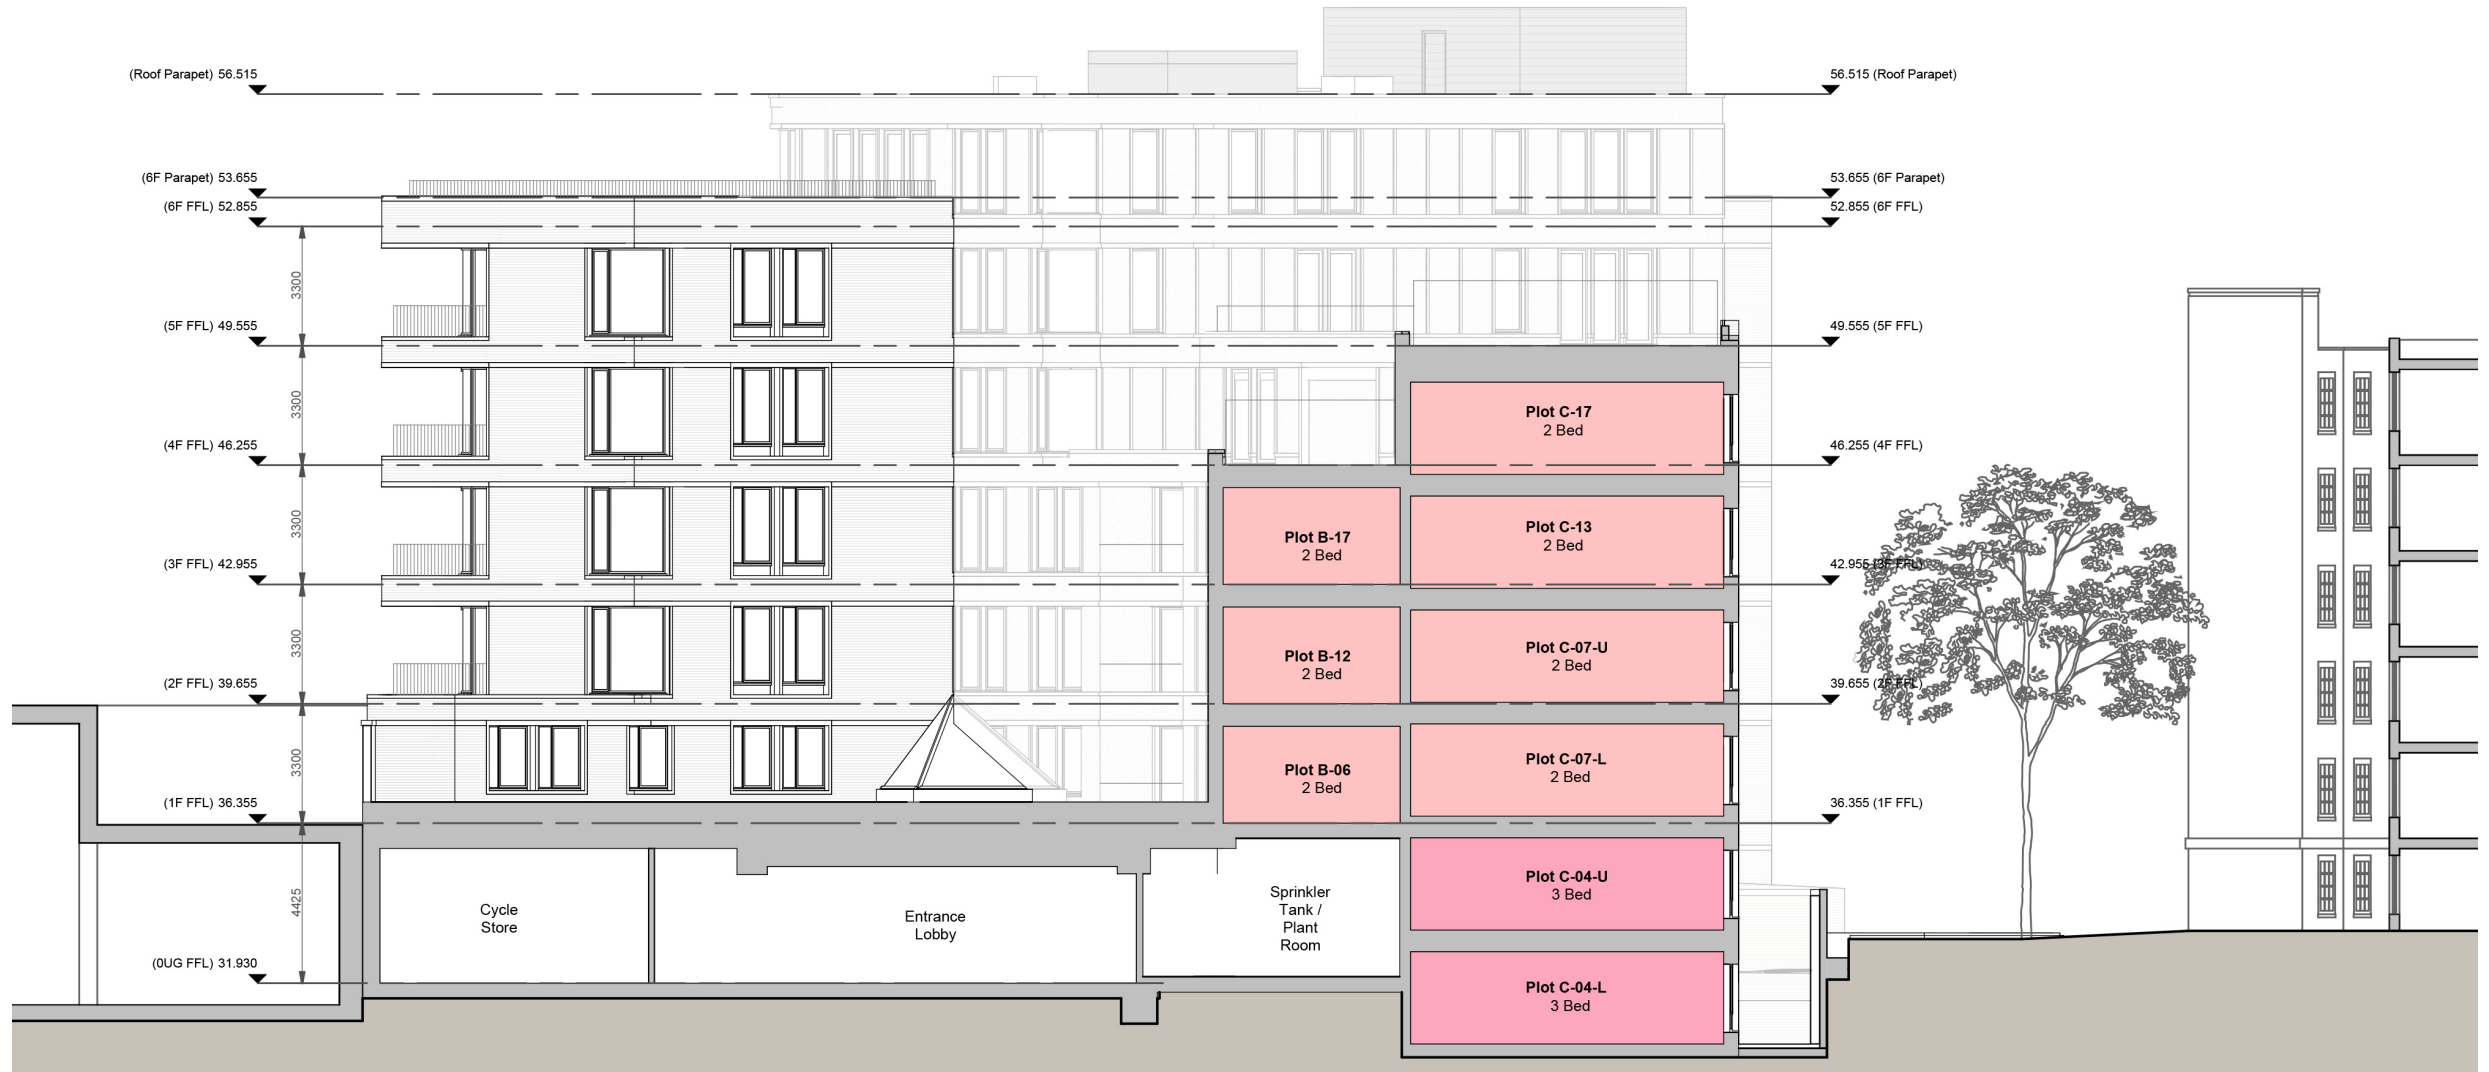 (Roof Parapet) 56.515
56.515 (Roof Parapet)
(6F Parapet) 53.655
53.655 (6F Parapet)
(6F FFL) 52.855
52.855 (6F FFL)
3300
(5F FFL) 49.555
49.555 (5F FFL)
3300
Plot C-17
2 Bed
(4F FFL) 46.255
46.255 (4F FFL)
3300
Plot B-17
2 Bed
Plot C-13
2 Bed
(3F FFL) 42.955
42.955 (3F FFL)
3300
Plot B-12
2 Bed
Plot C-07-U
2 Bed
(2F FFL) 39.655
39.655 (2F FFL)
3300
Plot B-06
2 Bed
Plot C-07-L
2 Bed
(1F FFL) 36.355
36.355 (1F FFL)
4425
Cycle
Store
Entrance
Lobby
Sprinkler
Tank /
Plant
Room
Plot C-04-U
3 Bed
(0UG FFL) 31.930
Plot C-04-L
3 Bed